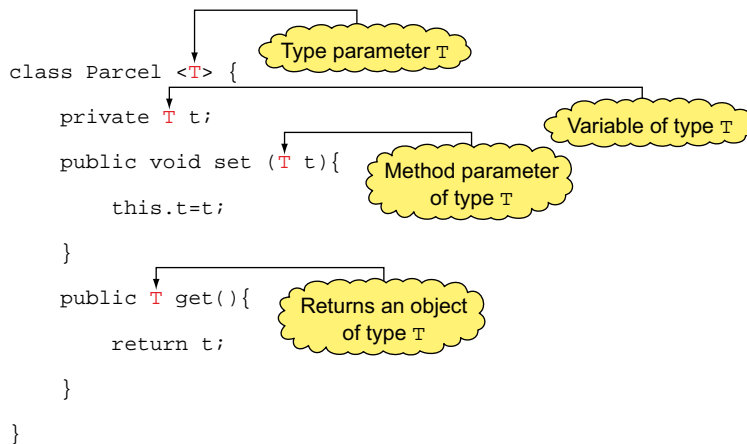 Type parameter T
class Parcel <T> {
private T t;
Variable of type T
public void set (T t){
Method parameter
of type T
this.t=t;
}
public T get(){
Returns an object
of type T
return t;
}
}